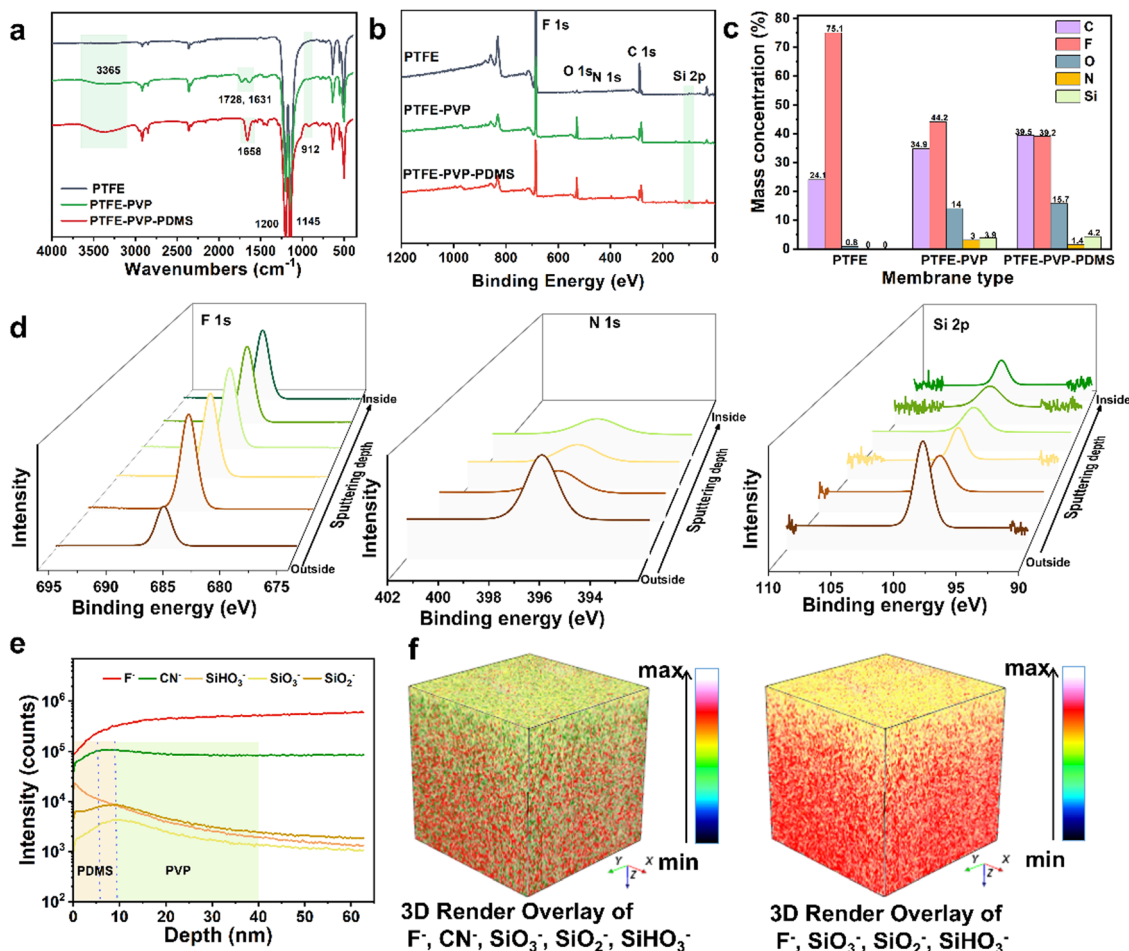 a
3365
1728, 1631
1658
912
1200
1145
PTFE
PTFE-PVP
PTFE-PVP-PDMS
4000 3500 3000 2500 2000 1500 1000 500
Wavenumbers (cm⁻¹)
b
F 1s
PTFE
O 1s N 1s
C 1s
Si 2p
PTFE-PVP
PTFE-PVP-PDMS
1200 1000 800 600 400 200 0
Binding Energy (eV)
c
Mass concentration (%)
80
70
60
50
40
30
20
10
0
75.1
24.1
0.8
0
0
34.9
44.2
14
3
3.9
39.5
39.2
15.7
1.4
4.2
C
F
O
N
Si
PTFE PTFE-PVP PTFE-PVP-PDMS
Membrane type
d
F 1s
Intensity
Inside
Sputtering depth
Outside
695 685 675
Binding energy (eV)
N 1s
Intensity
Inside
Sputtering depth
Outside
402 400 398 396 394
Binding energy (eV)
Si 2p
Intensity
Inside
Sputtering depth
Outside
110 105 100 95 90
Binding energy (eV)
e
F⁻ CN⁻ SiHO₃⁻ SiO₃⁻ SiO₂⁻
Intensity (counts)
10⁶
10⁵
10⁴
10³
10²
PDMS
PVP
0 10 20 30 40 50 60
Depth (nm)
f
max
min
Y X
Z
3D Render Overlay of
F⁻, CN⁻, SiO₃⁻, SiO₂⁻, SiHO₃⁻
max
min
Y X
Z
3D Render Overlay of
F⁻, SiO₃⁻, SiO₂⁻, SiHO₃⁻